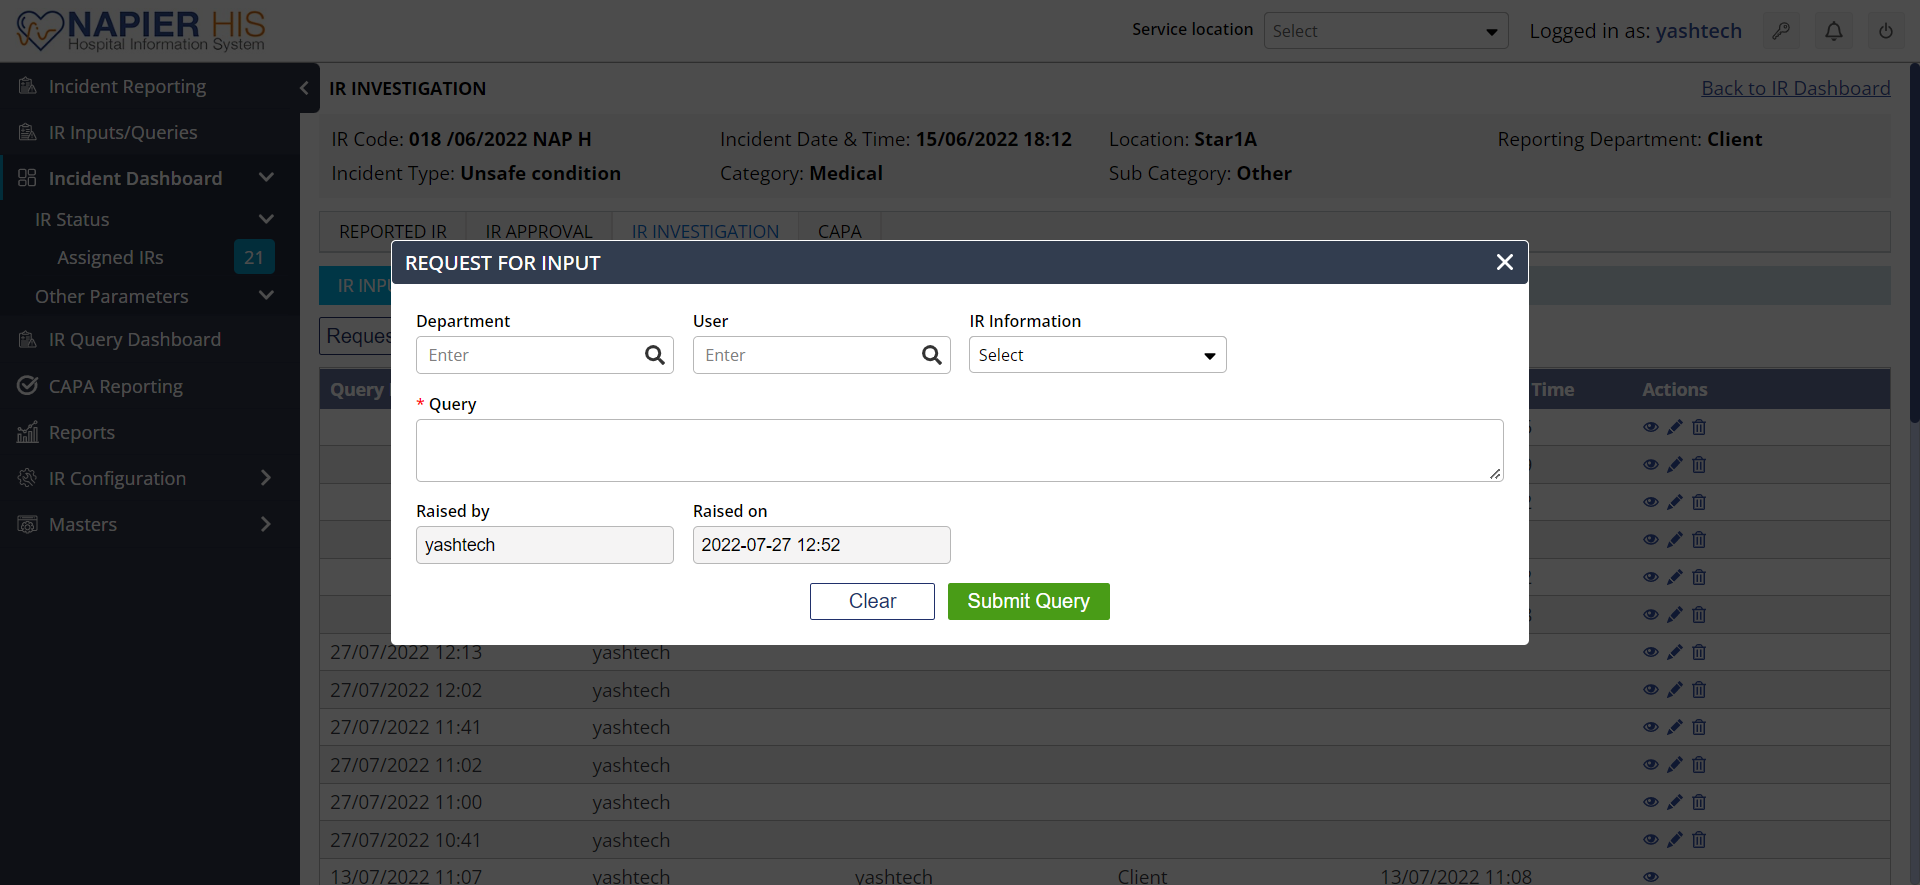 NAPIER HIS
Hospital Information System
Service location
Select
Logged in as: yashtech
Incident Reporting
IR Inputs/Queries
Incident Dashboard
IR Status
Assigned IRs 21
Other Parameters
IR Query Dashboard
CAPA Reporting
Reports
IR Configuration
Masters
IR INVESTIGATION
Back to IR Dashboard
IR Code: 018 /06/2022 NAP H
Incident Date & Time: 15/06/2022 18:12
Location: Star1A
Reporting Department: Client
Incident Type: Unsafe condition
Category: Medical
Sub Category: Other
REPORTED IR
IR APPROVAL
IR INVESTIGATION
CAPA
REQUEST FOR INPUT
Department
User
IR Information
Enter
Enter
Select
* Query
Raised by
Raised on
yashtech
2022-07-27 12:52
Clear
Submit Query
Query
Time
Actions
27/07/2022 12:13 yashtech
27/07/2022 12:02 yashtech
27/07/2022 11:41 yashtech
27/07/2022 11:02 yashtech
27/07/2022 11:00 yashtech
27/07/2022 10:41 yashtech
13/07/2022 11:07 yashtech yashtech Client 13/07/2022 11:08